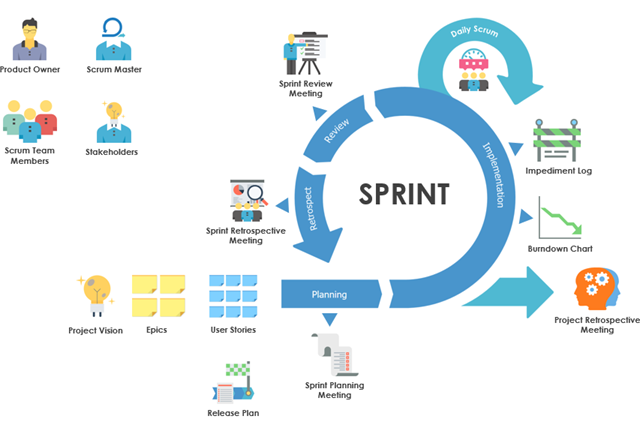 Product Owner
Scrum Master
Scrum Team
Members
Stakeholders
Sprint Review
Meeting
Daily Scrum
Review
Implementation
Impediment Log
Retrospect
SPRINT
Sprint Retrospective
Meeting
Burndown Chart
Project Vision
Epics
User Stories
Planning
Project Retrospective
Meeting
Sprint Planning
Meeting
Release Plan